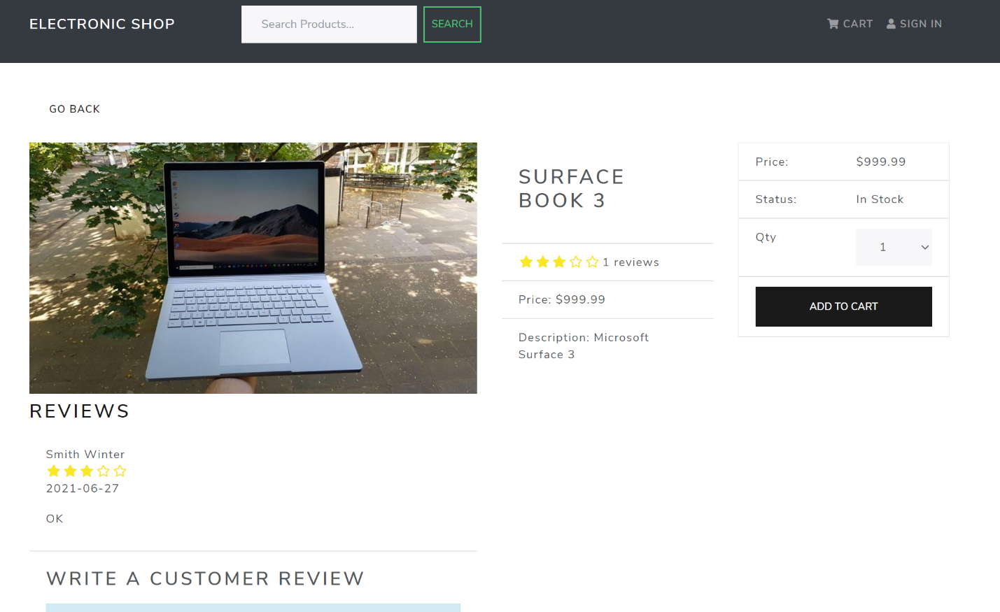 ELECTRONIC SHOP
Search Products...
SEARCH
CART
SIGN IN
GO BACK
SURFACE
BOOK 3
1 reviews
Price: $999.99
Description: Microsoft
Surface 3
Price: $999.99
Status: In Stock
Qty 1
ADD TO CART
REVIEWS
Smith Winter
2021-06-27
OK
WRITE A CUSTOMER REVIEW